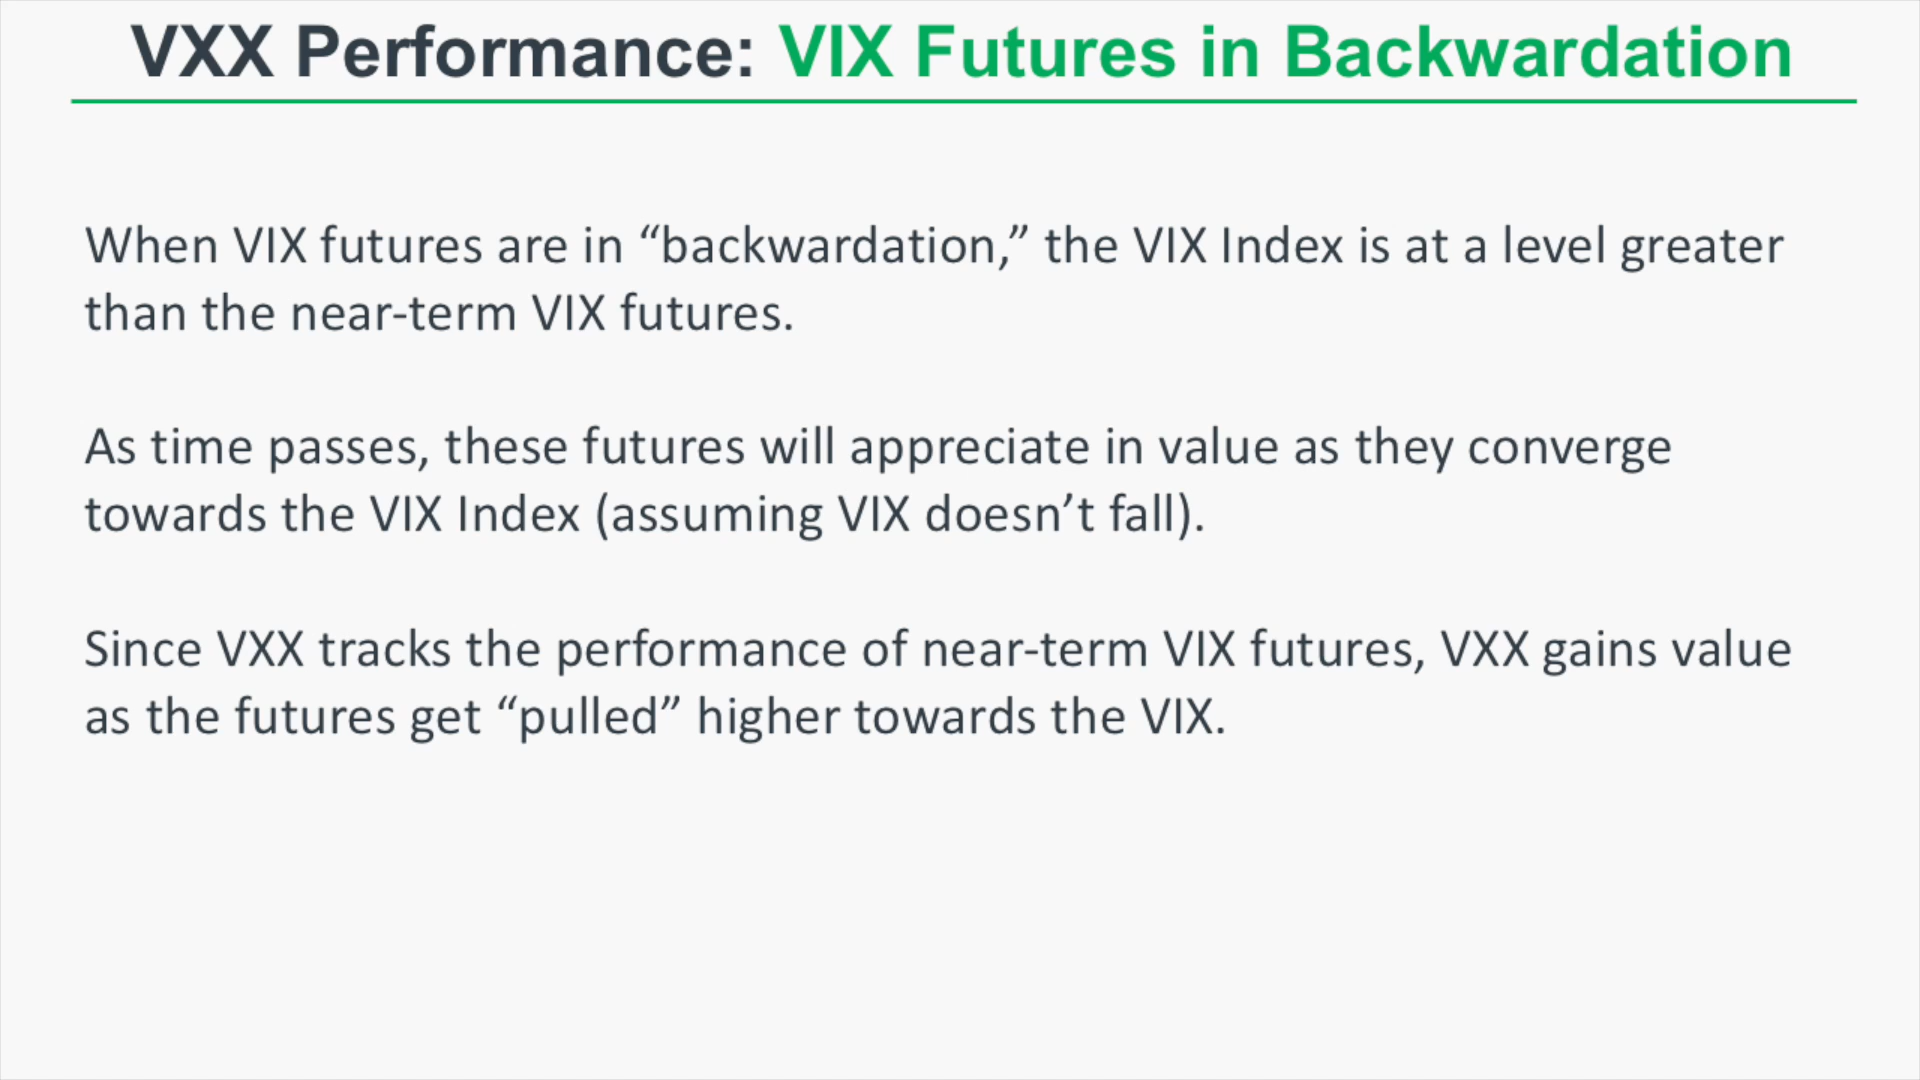 VXX Performance: VIX Futures in Backwardation
When VIX futures are in “backwardation,” the VIX Index is at a level greater
than the near-term VIX futures.
As time passes, these futures will appreciate in value as they converge
towards the VIX Index (assuming VIX doesn’t fall).
Since VXX tracks the performance of near-term VIX futures, VXX gains value
as the futures get “pulled” higher towards the VIX.